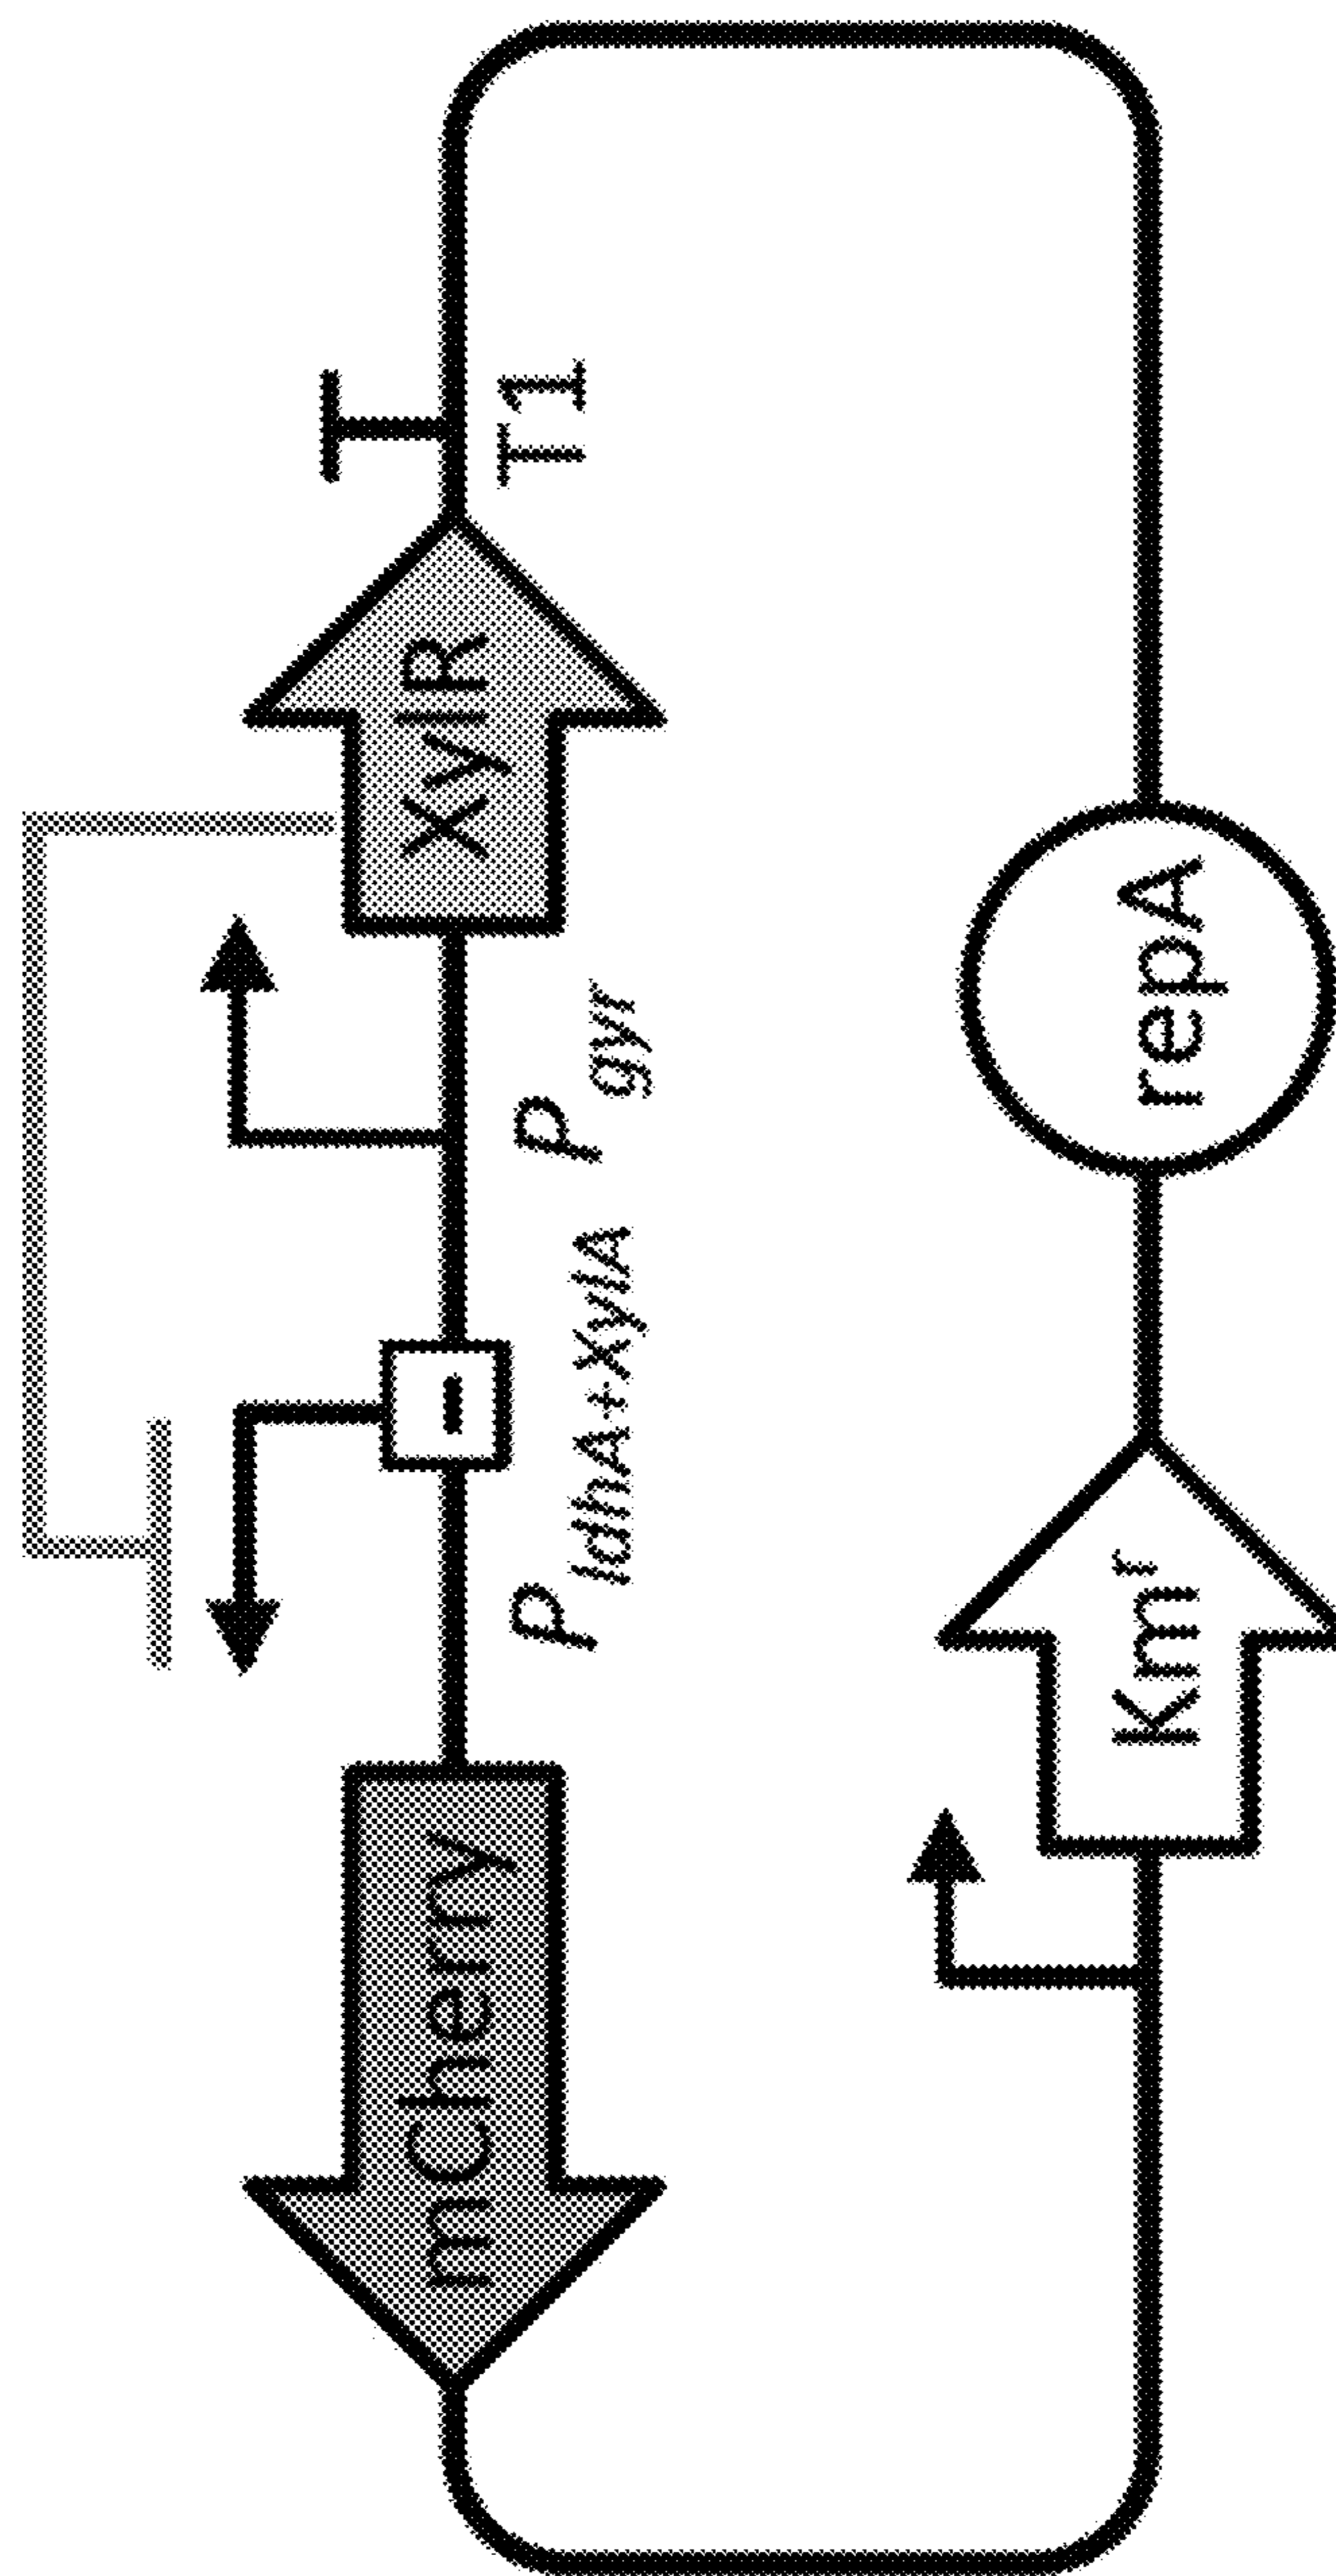 mCherry
P ldhA+XylA
P gyr
XylR
T1
Kmʳ
repA